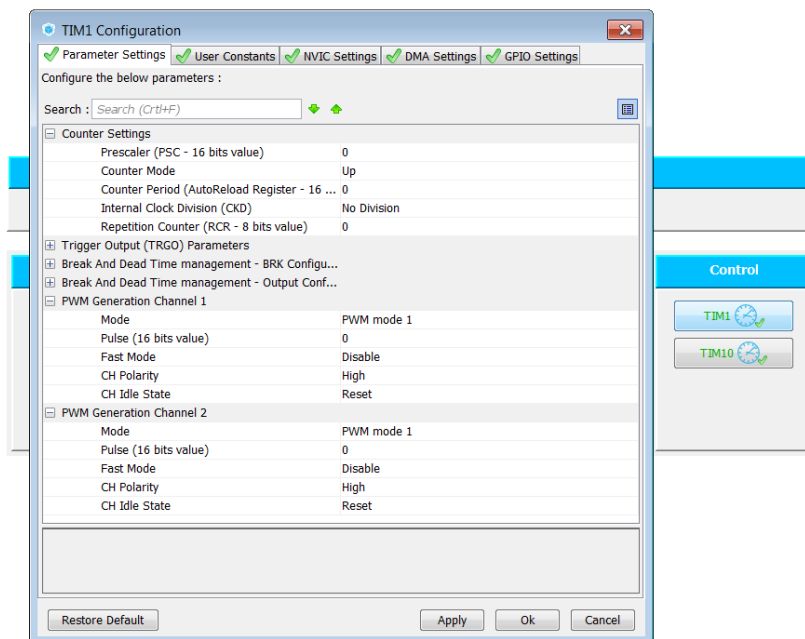 TIM1 Configuration
Parameter Settings User Constants NVIC Settings DMA Settings GPIO Settings
Configure the below parameters :
Search : Search (Crtl+F)
Counter Settings
Prescaler (PSC - 16 bits value) 0
Counter Mode Up
Counter Period (AutoReload Register - 16 ... 0
Internal Clock Division (CKD) No Division
Repetition Counter (RCR - 8 bits value) 0
Trigger Output (TRGO) Parameters
Break And Dead Time management - BRK Configu...
Break And Dead Time management - Output Conf...
PWM Generation Channel 1
Mode PWM mode 1
Pulse (16 bits value) 0
Fast Mode Disable
CH Polarity High
CH Idle State Reset
PWM Generation Channel 2
Mode PWM mode 1
Pulse (16 bits value) 0
Fast Mode Disable
CH Polarity High
CH Idle State Reset
Restore Default Apply Ok Cancel
Control
TIM1
TIM10